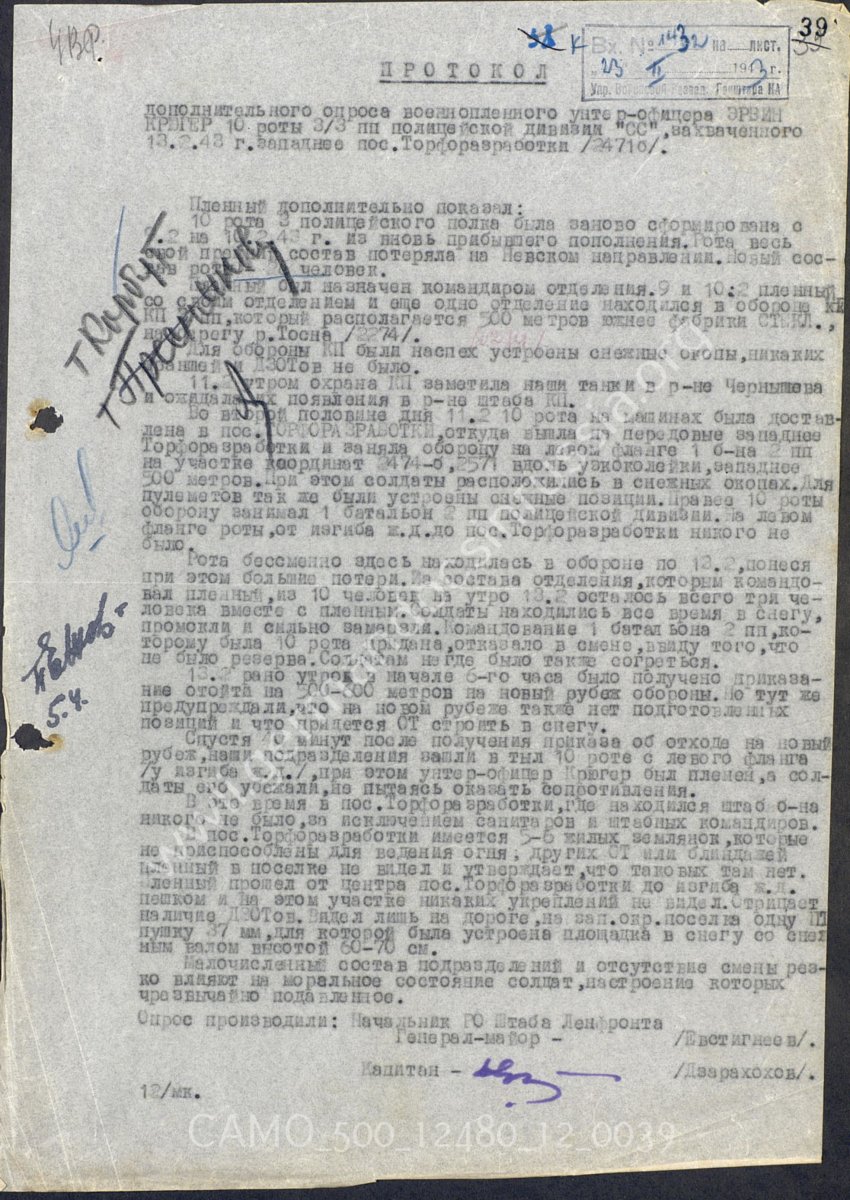 39
Вх. № 1432 на лист.
"23" II 1943 г.
Упр. Войсковой Развед. Генштаба КА
ПРОТОКОЛ
дополнительного опроса военнопленного унтер-офицера ЭРВИН
КРЮГЕР 10 роты 3/3 пп полицейской дивизии "СС", захваченного
13.2.43 г. западнее пос.Торфоразработки /2471б/.
Пленный дополнительно показал:
10 рота 3 полицейского полка была заново сформирована с
на 10.2.43 г. из вновь прибывшего пополнения. Рота весь
свой состав потеряла на Невском направлении. Новый сос-
человек.
был назначен командиром отделения. 9 и 10.2 пленный
со своим отделением и еще одно отделение находился в обороне
КП который располагается 500 метров южнее фабрики СТЕКЛ.,
на берегу р.Тосна /2274/.
Для обороны КП были наспех устроены снежные окопы, никаких
траншей и ДЗОТов не было.
11. утром охрана КП заметила наши танки в р-не Чернышева
и ожидала их появления в р-не штаба КП.
Во второй половине дня 11.2 10 рота на машинах была достав-
лена в пос. ТОРФОРАЗРАБОТКИ, откуда вышла на передовые западнее
Торфоразработки и заняла оборону на левом фланге 1 б-на 2 пп
на участке координат 2474-б, 2571 вдоль узкоколейки, западнее
500 метров. При этом солдаты расположились в снежных окопах. Для
пулеметов так же были устроены снежные позиции. Правее 10 роты
оборону занимал 1 батальон 2 пп полицейской дивизии. На левом
фланге роты, от изгиба ж.д. до пос.Торфоразработки никого не
было.
Рота бессменно здесь находилась в обороне по 13.2, понеся
при этом большие потери. Из состава отделения, которым командо-
вал пленный, из 10 человек на утро 13.2 осталось всего три че-
ловека вместе с пленным. Солдаты находились все время в снегу,
промокли и сильно замерзли. Командование 1 батальона 2 пп, ко-
торому была 10 рота придана, отказало в смене, ввиду того, что
не было резерва. Солдатам негде было также согреться.
13.2 рано утром в начале 6-го часа было получено приказа-
ние отойти на 500-800 метров на новый рубеж обороны. Но тут же
предупреждали, что на новом рубеже также нет подготовленных
позиций и что придется ОТ строить в снегу.
Спустя 40 минут после получения приказа об отходе на новый
рубеж, наши подразделения зашли в тыл 10 роте с левого фланга
/у изгиба ж.д./, при этом унтер-офицер Крюгер был пленен, а сол-
даты его убежали, не пытаясь оказать сопротивления.
В это время в пос.Торфоразработки, где находился штаб б-на
никого не было, за исключением санитаров и штабных командиров.
пос.Торфоразработки имеется 5-6 жилых землянок, которые
не приспособлены для ведения огня, других ОТ или блиндажей
пленный в поселке не видел и утверждает, что таковых там нет.
Пленный прошел от центра пос.Торфоразработки до изгиба ж.д.
пешком и на этом участке никаких укреплений не видел. Отрицает
наличие ДЗОТов. Видел лишь на дороге, на зап.окр.поселка одну ПТ
пушку 37 мм, для которой была устроена площадка в снегу со снеж
ным валом высотой 60-70 см.
Малочисленный состав подразделений и отсутствие смены рез-
ко влияют на моральное состояние солдат, настроение которых
чрезвычайно подавленное.
Опрос производили: Начальник РО Штаба Ленфронта
Генерал-майор - /Евстигнеев/.
Капитан - /Дзарахохов/.
12/мк.
CAMO_500_12480_12_0039